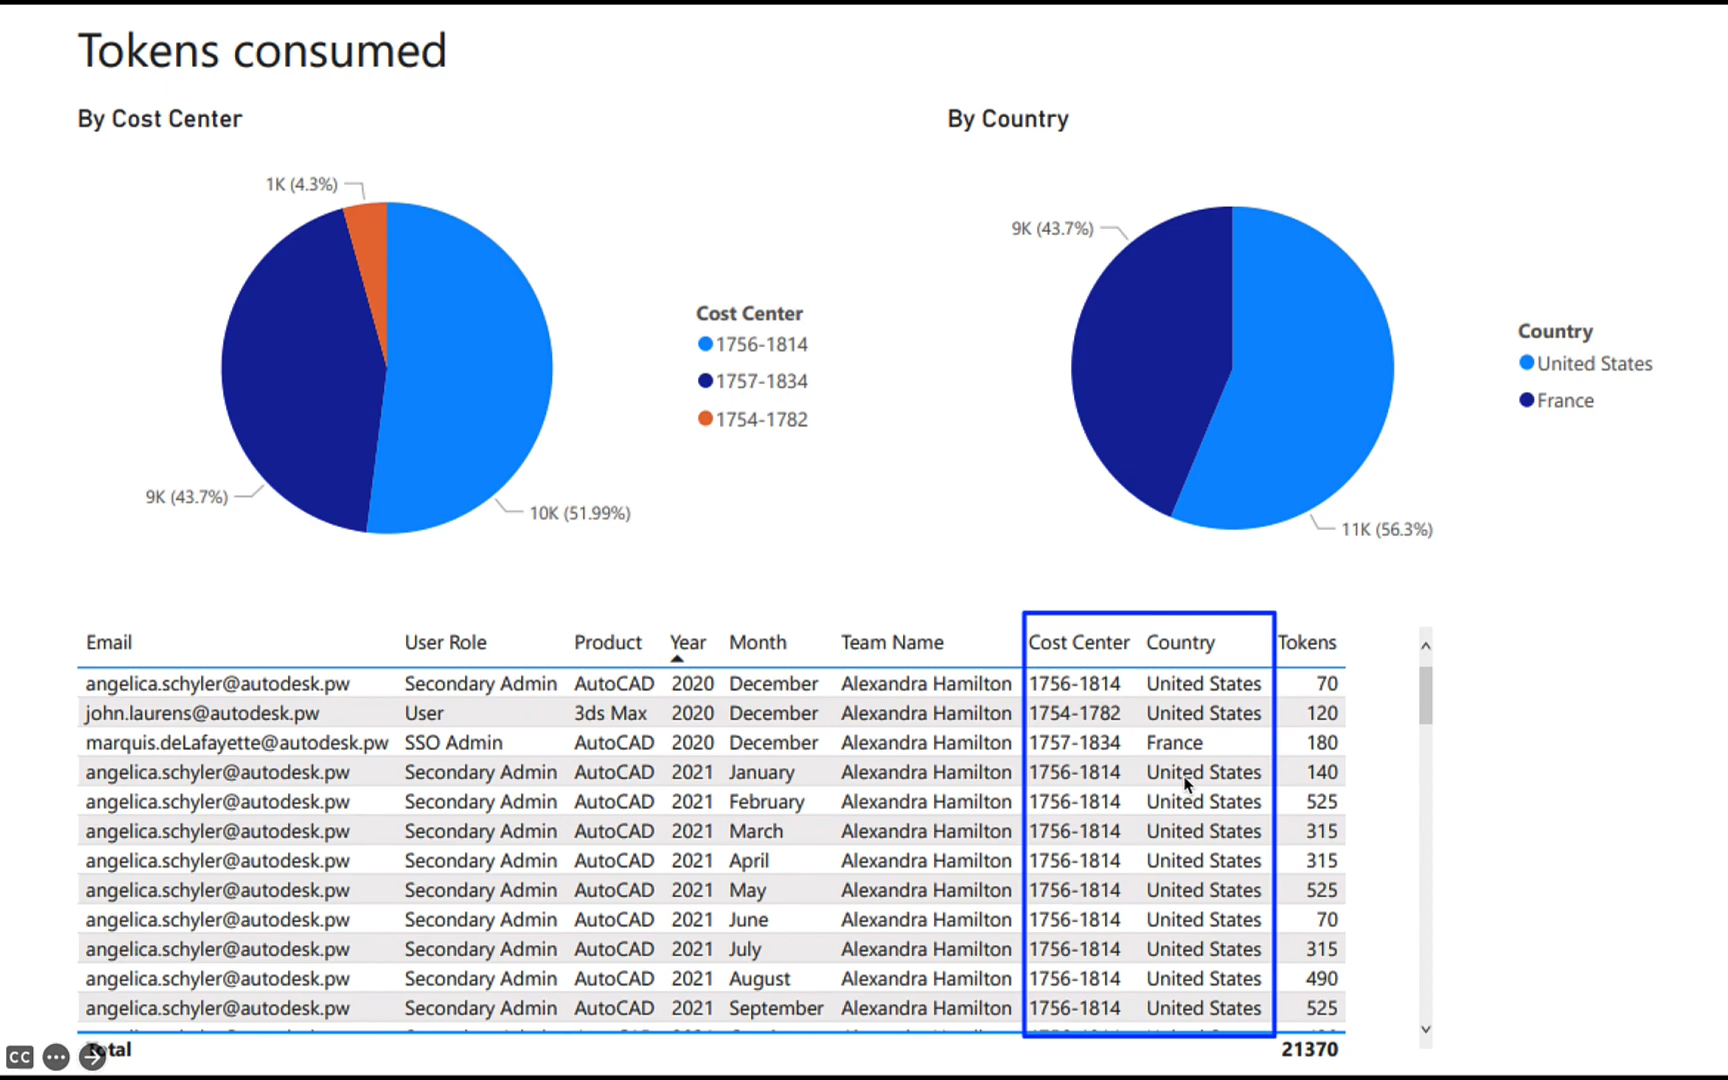 Tokens consumed
By Cost Center
By Country
1K (4.3%)
9K (43.7%)
10K (51.99%)
Cost Center
1756-1814
1757-1834
1754-1782
9K (43.7%)
11K (56.3%)
Country
United States
France
Email User Role Product Year Month Team Name Cost Center Country Tokens
angelica.schyler@autodesk.pw Secondary Admin AutoCAD 2020 December Alexandra Hamilton 1756-1814 United States 70
john.laurens@autodesk.pw User 3ds Max 2020 December Alexandra Hamilton 1754-1782 United States 120
marquis.deLafayette@autodesk.pw SSO Admin AutoCAD 2020 December Alexandra Hamilton 1757-1834 France 180
angelica.schyler@autodesk.pw Secondary Admin AutoCAD 2021 January Alexandra Hamilton 1756-1814 United States 140
angelica.schyler@autodesk.pw Secondary Admin AutoCAD 2021 February Alexandra Hamilton 1756-1814 United States 525
angelica.schyler@autodesk.pw Secondary Admin AutoCAD 2021 March Alexandra Hamilton 1756-1814 United States 315
angelica.schyler@autodesk.pw Secondary Admin AutoCAD 2021 April Alexandra Hamilton 1756-1814 United States 315
angelica.schyler@autodesk.pw Secondary Admin AutoCAD 2021 May Alexandra Hamilton 1756-1814 United States 525
angelica.schyler@autodesk.pw Secondary Admin AutoCAD 2021 June Alexandra Hamilton 1756-1814 United States 70
angelica.schyler@autodesk.pw Secondary Admin AutoCAD 2021 July Alexandra Hamilton 1756-1814 United States 315
angelica.schyler@autodesk.pw Secondary Admin AutoCAD 2021 August Alexandra Hamilton 1756-1814 United States 490
angelica.schyler@autodesk.pw Secondary Admin AutoCAD 2021 September Alexandra Hamilton 1756-1814 United States 525
Total 21370
CC